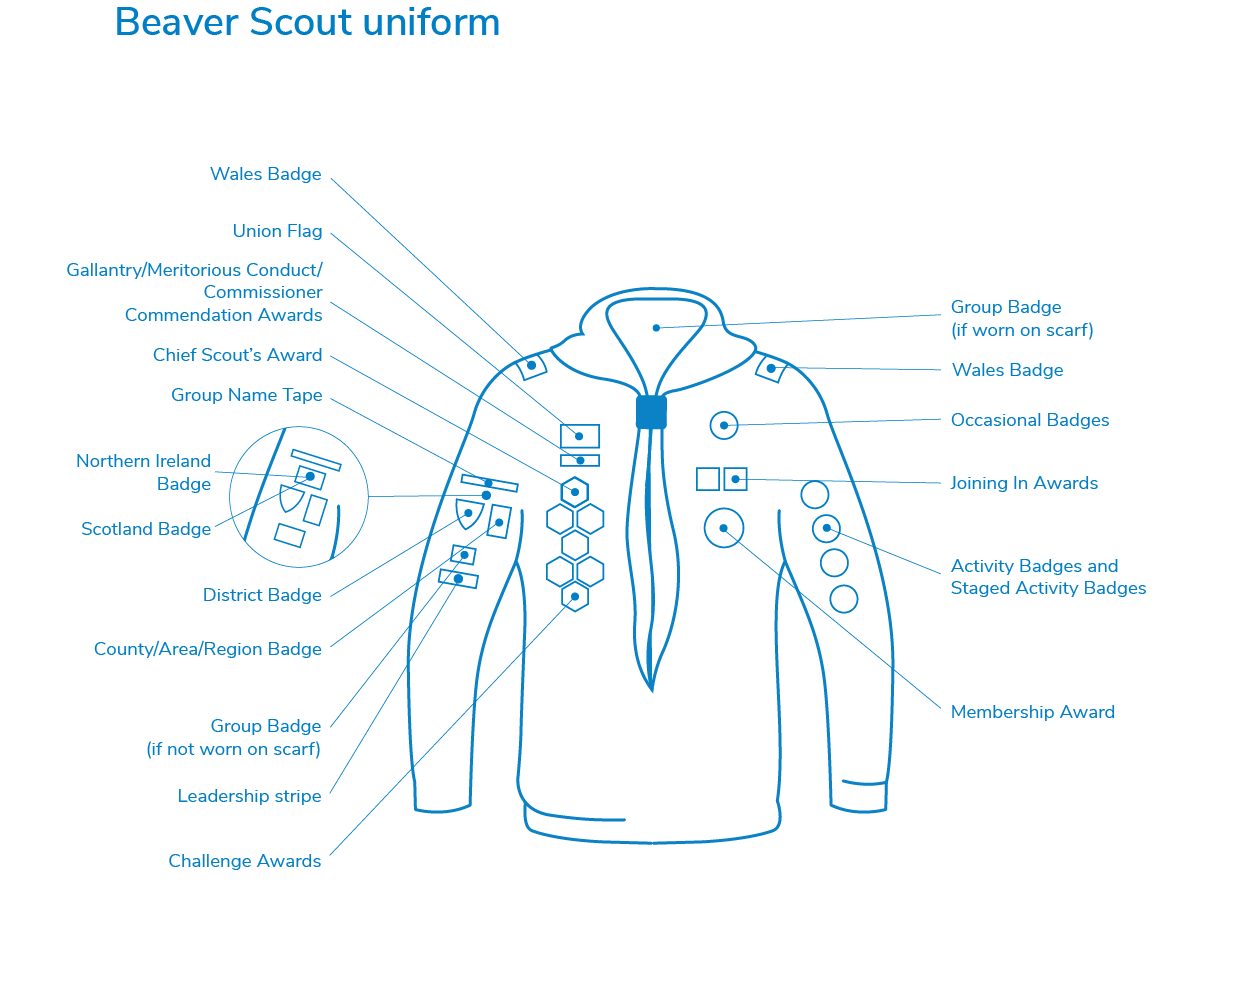 Beaver Scout uniform
Wales Badge
Union Flag
Gallantry/Meritorious Conduct/
Commissioner
Commendation Awards
Chief Scout’s Award
Group Name Tape
Northern Ireland
Badge
Scotland Badge
District Badge
County/Area/Region Badge
Group Badge
(if not worn on scarf)
Leadership stripe
Challenge Awards
Group Badge
(if worn on scarf)
Wales Badge
Occasional Badges
Joining In Awards
Activity Badges and
Staged Activity Badges
Membership Award